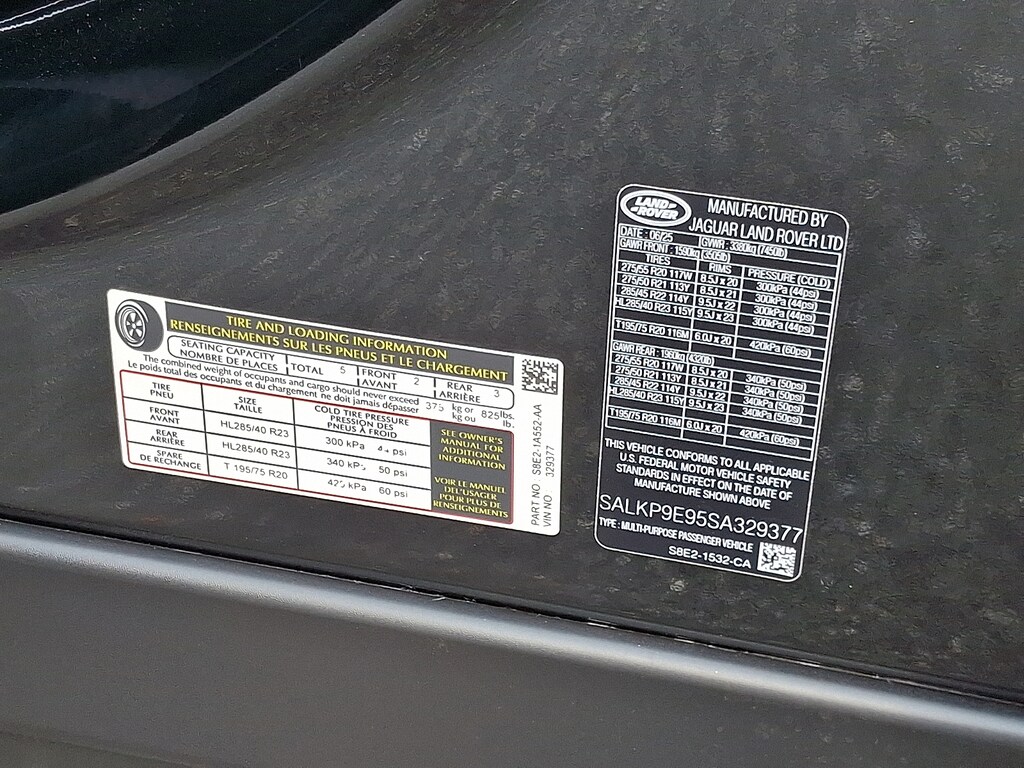 TIRE AND LOADING INFORMATION
RENSEIGNEMENTS SUR LES PNEUS ET LE CHARGEMENT
SEATING CAPACITY
NOMBRE DE PLACES
TOTAL 5
FRONT
AVANT
2
REAR
ARRIÈRE
3
The combined weight of occupants and cargo should never exceed 375 kg or 825lbs.
Le poids total des occupants et du chargement ne doit jamais dépasser kg ou lb.
TIRE
PNEU
SIZE
TAILLE
COLD TIRE PRESSURE
PRESSION DES
PNEUS À FROID
FRONT
AVANT
HL285/40 R23
300 kPa 44 psi
REAR
ARRIÈRE
HL285/40 R23
340 kPa 50 psi
SPARE
DE RECHANGE
T 195/75 R20
420 kPa 60 psi
SEE OWNER'S
MANUAL FOR
ADDITIONAL
INFORMATION
VOIR LE MANUEL
DEL'USAGER
POUR PLUS DE
RENSEIGNEMENTS
PART NO S8E2-1A552-AA
VIN NO 329377
LAND
ROVER
MANUFACTURED BY
JAGUAR LAND ROVER LTD
DATE : 06/25 GVWR : 3380kg (7450lb)
GAWR FRONT : 1590kg (3505lb)
TIRES RIMS PRESSURE (COLD)
275/55 R20 117W 8.5J x 20 300kPa (44psi)
275/50 R21 113Y 8.5J x 21 300kPa (44psi)
285/45 R22 114Y 9.5J x 22 300kPa (44psi)
HL285/40 R23 115Y 9.5J x 23 300kPa (44psi)
T195/75 R20 116M 6.0J x 20 420kPa (60psi)
GAWR REAR : 1960kg
275/55 R20 117W 8.5J x 20 340kPa (50psi)
275/50 R21 113Y 8.5J x 21 340kPa (50psi)
285/45 R22 114Y 9.5J x 22 340kPa (50psi)
HL285/40 R23 115Y 9.5J x 23 340kPa (50psi)
T195/75 R20 116M 6.0J x 20 420kPa (60psi)
THIS VEHICLE CONFORMS TO ALL APPLICABLE
U.S. FEDERAL MOTOR VEHICLE SAFETY
STANDARDS IN EFFECT ON THE DATE OF
MANUFACTURE SHOWN ABOVE
SALKP9E95SA329377
TYPE : MULTI-PURPOSE PASSENGER VEHICLE
S8E2-1532-CA